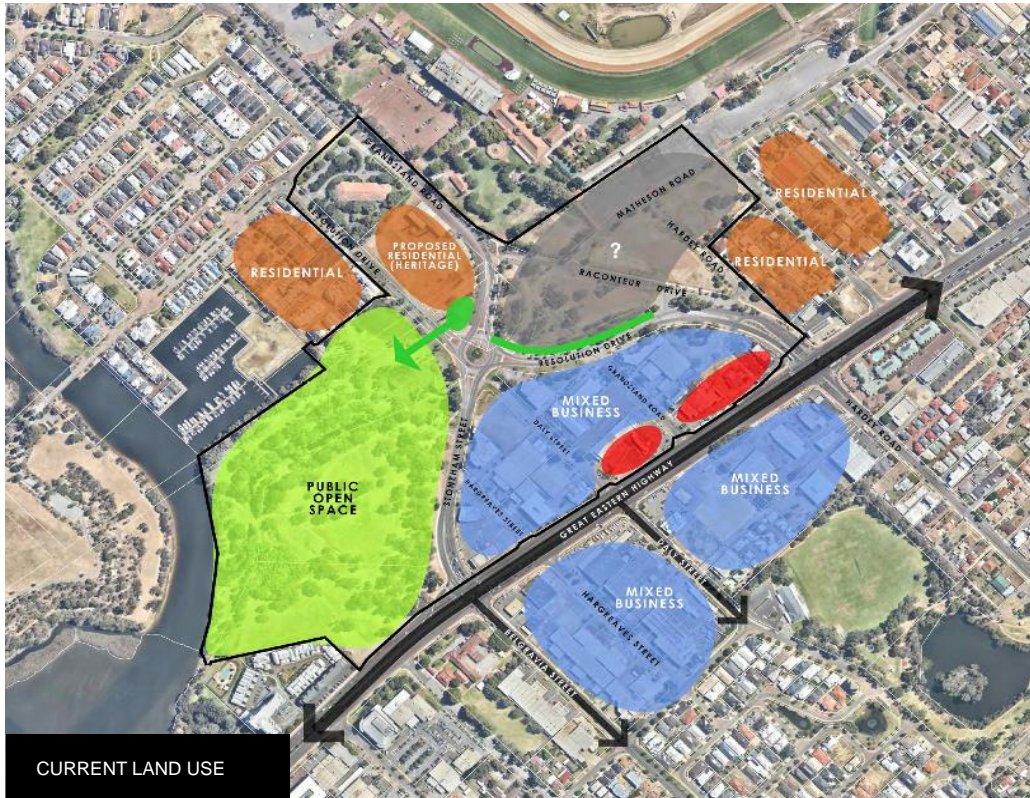 GRANDSTAND ROAD
MATHESON ROAD
RESIDENTIAL
RESOLUTION DRIVE
PROPOSED
RESIDENTIAL
(HERITAGE)
?
HARDEY ROAD
RESIDENTIAL
RESIDENTIAL
RACONTEUR DRIVE
RESOLUTION DRIVE
GRANDSTAND ROAD
MIXED
BUSINESS
DALY STREET
STONEHAM STREET
HARDEY ROAD
PUBLIC
OPEN
SPACE
HARGREAVES STREET
GREAT EASTERN HIGHWAY
MIXED
BUSINESS
DALY STREET
MIXED
BUSINESS
HARGREAVES STREET
BELGRAVIA STREET
CURRENT LAND USE